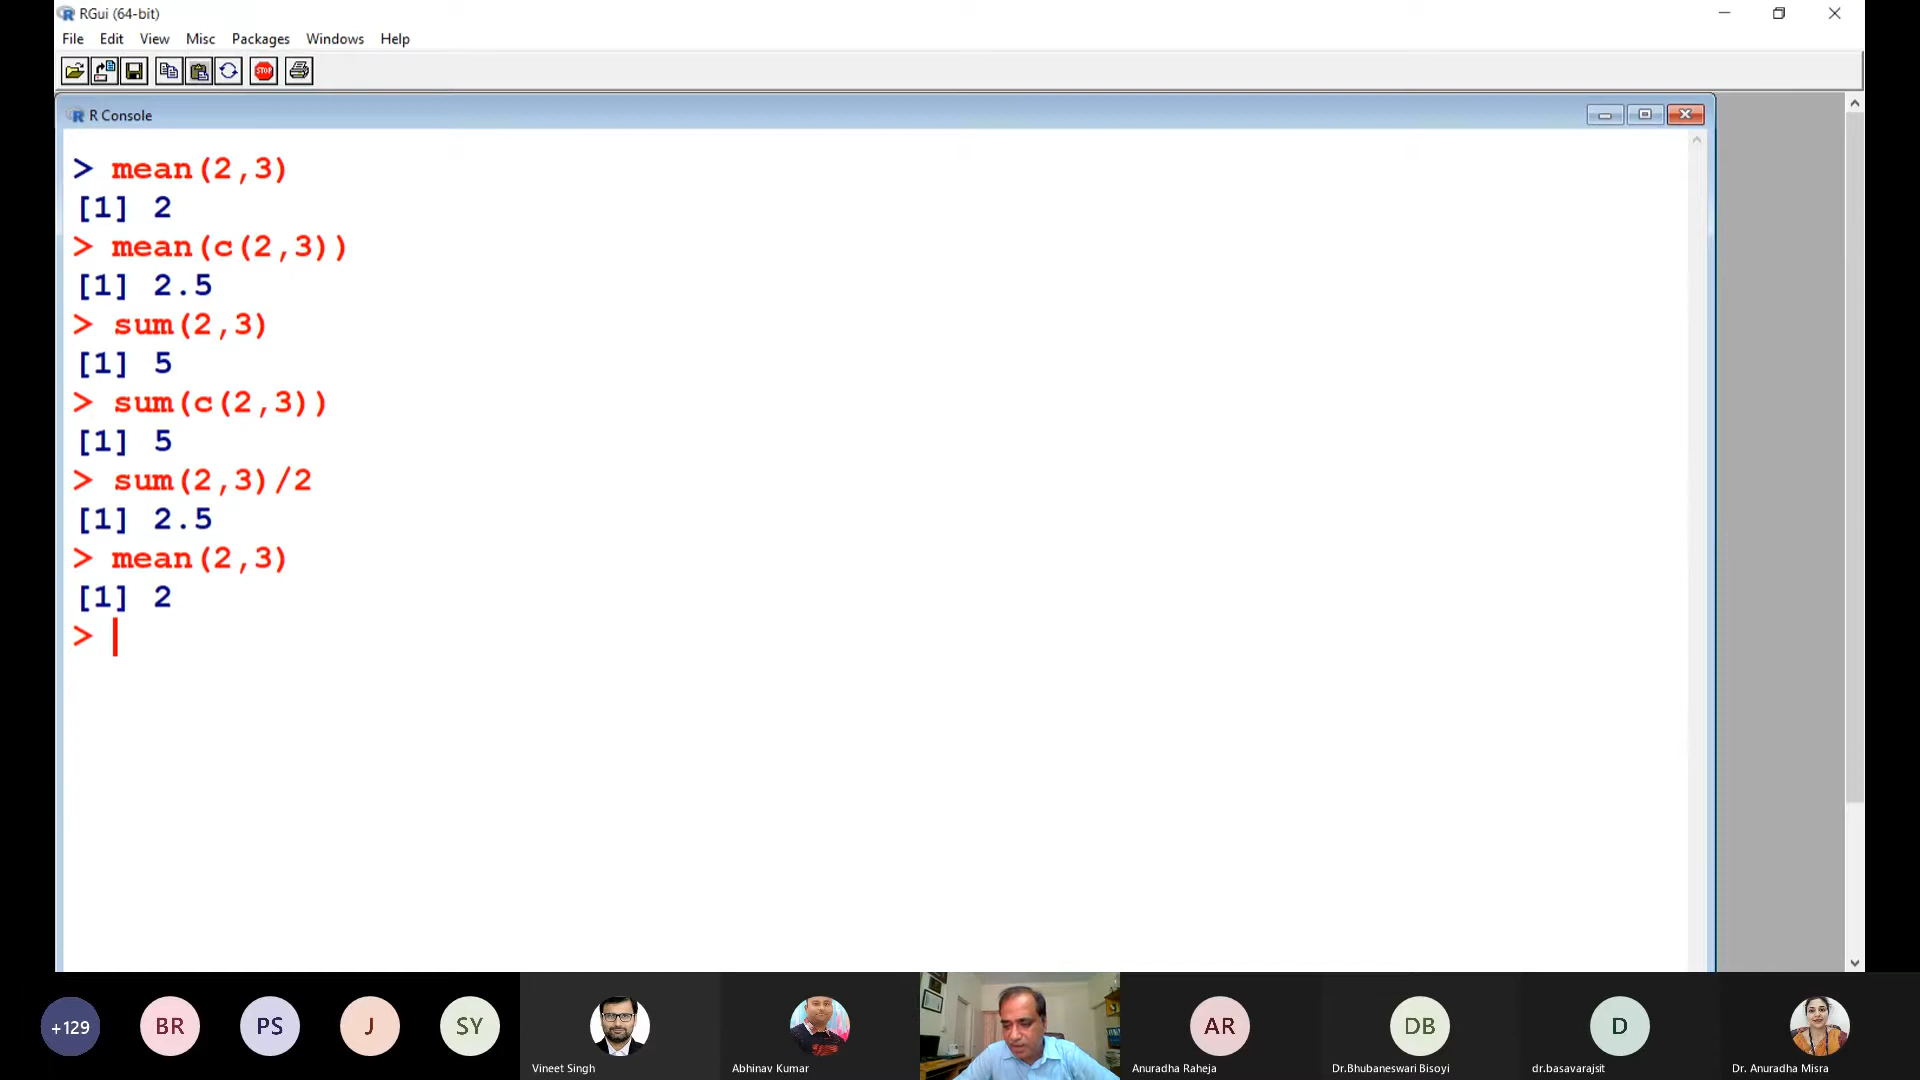 RGui (64-bit)
File Edit View Misc Packages Windows Help
STOP
R Console
> mean(2,3)
[1] 2
> mean(c(2,3))
[1] 2.5
> sum(2,3)
[1] 5
> sum(c(2,3))
[1] 5
> sum(2,3)/2
[1] 2.5
> mean(2,3)
[1] 2
>
+129 BR PS J SY AR DB D
Vineet Singh Abhinav Kumar Anuradha Raheja Dr.Bhubaneswari Bisoyi dr.basavarajsit Dr. Anuradha Misra